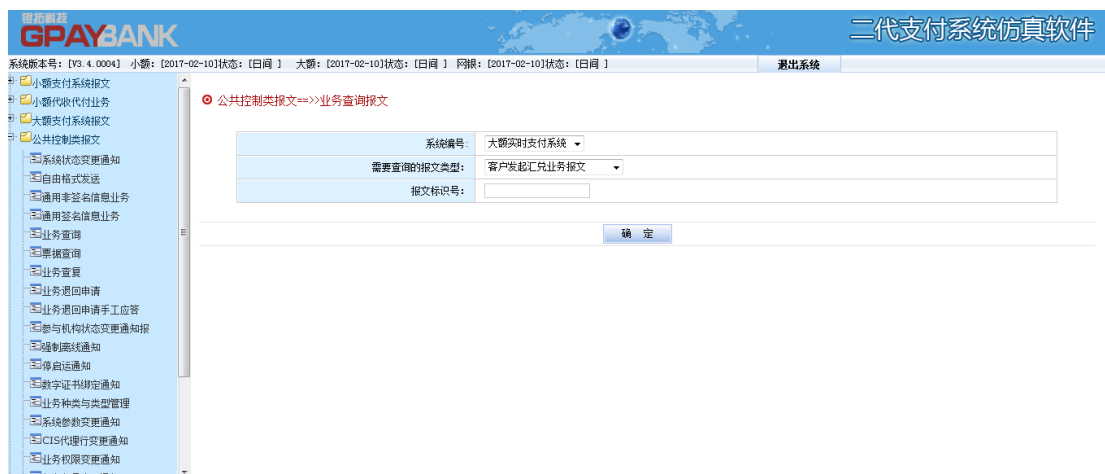 银拓科技
GPAYBANK
二代支付系统仿真软件
系统版本号: [V3.4.0004] 小额: [2017-02-10]状态: [日间 ] 大额: [2017-02-10]状态: [日间 ] 网银: [2017-02-10]状态: [日间 ] 退出系统
小额支付系统报文
小额代收代付业务
大额支付系统报文
公共控制类报文
系统状态变更通知
自由格式发送
通用非签名信息业务
通用签名信息业务
业务查询
票据查询
业务查复
业务退回申请
业务退回申请手工应答
参与机构状态变更通知报
强制离线通知
停启运通知
数字证书绑定通知
业务种类与类型管理
系统参数变更通知
CIS代理行变更通知
业务权限变更通知
公共控制类报文==>>业务查询报文
系统编号: 大额实时支付系统
需要查询的报文类型: 客户发起汇兑业务报文
报文标识号:
确 定